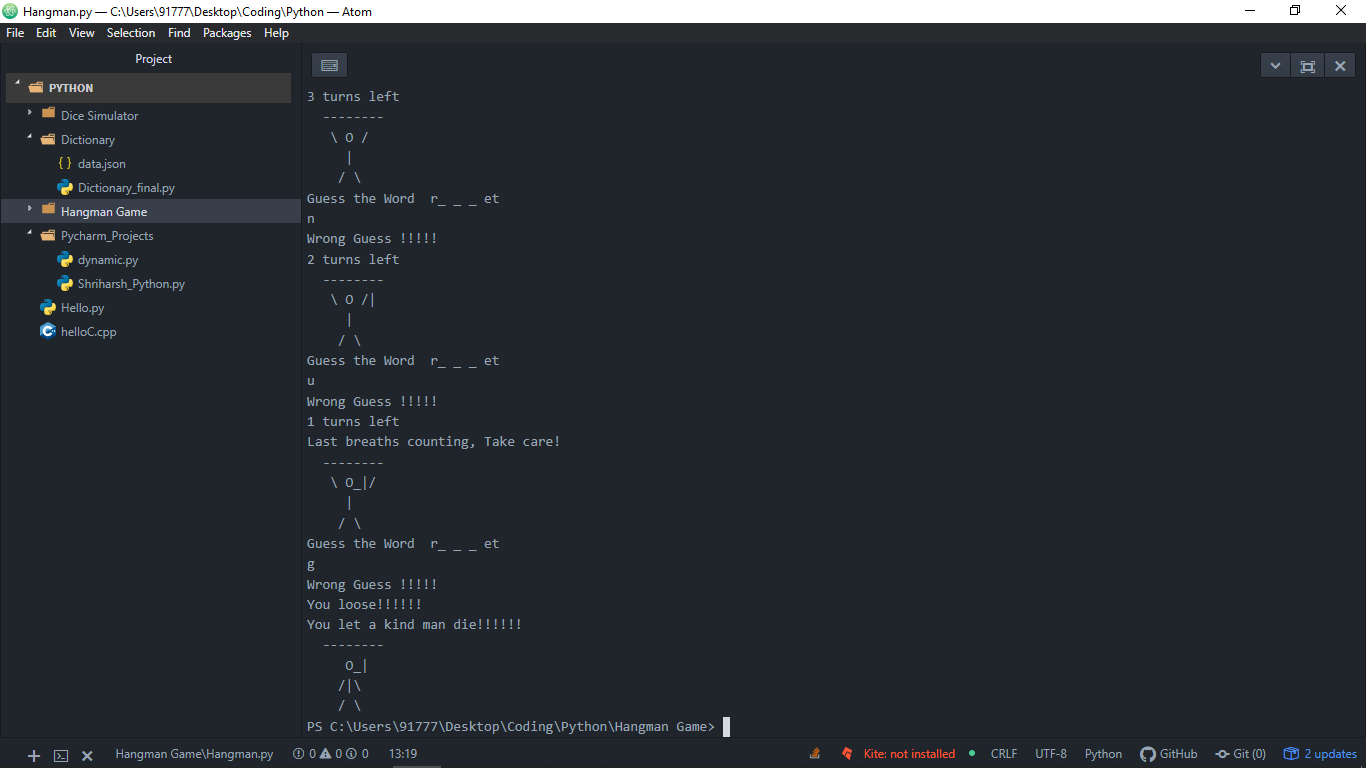 Hangman.py — C:\Users\91777\Desktop\Coding\Python — Atom
File Edit View Selection Find Packages Help
Project
PYTHON
Dice Simulator
Dictionary
{} data.json
Dictionary_final.py
Hangman Game
Pycharm_Projects
dynamic.py
Shriharsh_Python.py
Hello.py
helloC.cpp
3 turns left
  --------
   \ O /
     |
    / \
Guess the Word  r_ _ _ et
n
Wrong Guess !!!!!
2 turns left
  --------
   \ O /|
     |
    / \
Guess the Word  r_ _ _ et
u
Wrong Guess !!!!!
1 turns left
Last breaths counting, Take care!
  --------
   \ O_|/
     |
    / \
Guess the Word  r_ _ _ et
g
Wrong Guess !!!!!
You loose!!!!!!
You let a kind man die!!!!!!
  --------
     O_|
    /|\
    / \
PS C:\Users\91777\Desktop\Coding\Python\Hangman Game>
Hangman Game\Hangman.py 0 0 0 13:19 Kite: not installed CRLF UTF-8 Python GitHub Git (0) 2 updates